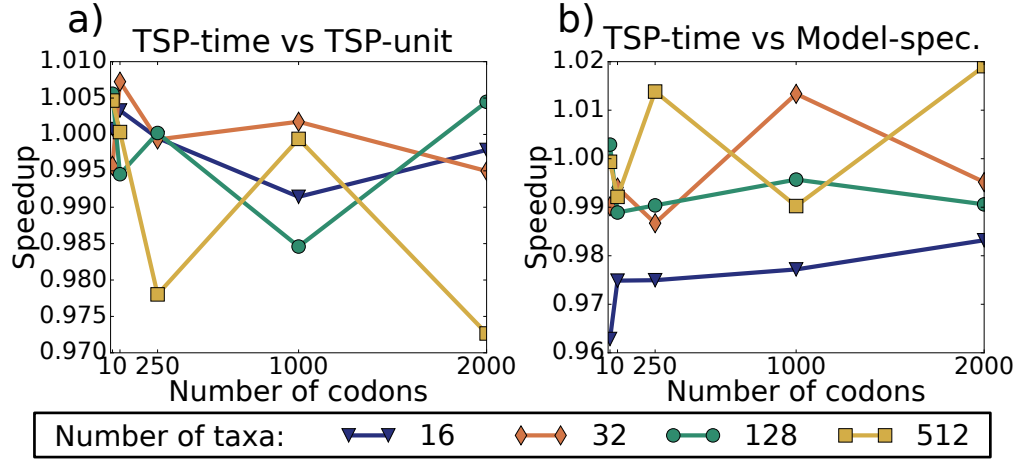 a)
TSP-time vs TSP-unit
1.010
1.005
1.000
0.995
0.990
0.985
0.980
0.975
0.970
Speedup
10 250 1000 2000
Number of codons
b)
TSP-time vs Model-spec.
1.02
1.01
1.00
0.99
0.98
0.97
0.96
Speedup
10 250 1000 2000
Number of codons
Number of taxa: 16 32 128 512